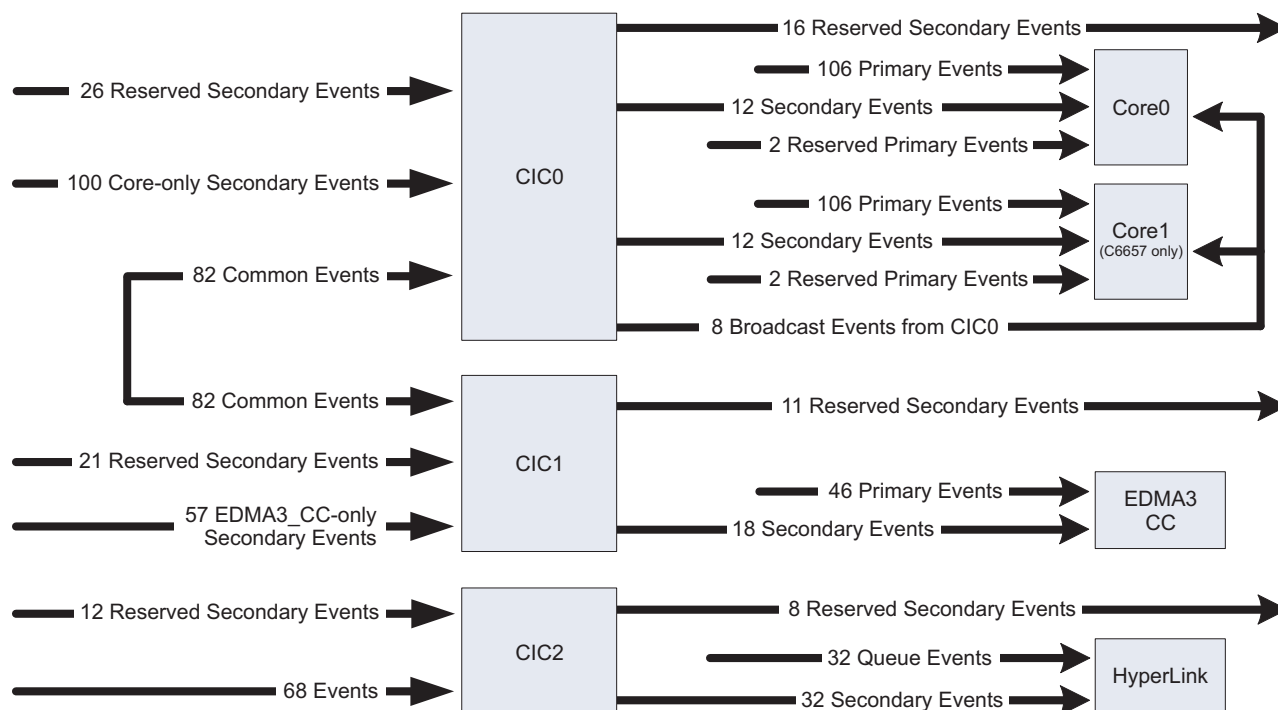 16 Reserved Secondary Events
26 Reserved Secondary Events
106 Primary Events
12 Secondary Events
2 Reserved Primary Events
Core0
100 Core-only Secondary Events
CIC0
106 Primary Events
12 Secondary Events
2 Reserved Primary Events
Core1
(C6657 only)
82 Common Events
8 Broadcast Events from CIC0
82 Common Events
11 Reserved Secondary Events
21 Reserved Secondary Events
CIC1
57 EDMA3_CC-only
Secondary Events
46 Primary Events
18 Secondary Events
EDMA3
CC
12 Reserved Secondary Events
8 Reserved Secondary Events
CIC2
32 Queue Events
HyperLink
68 Events
32 Secondary Events